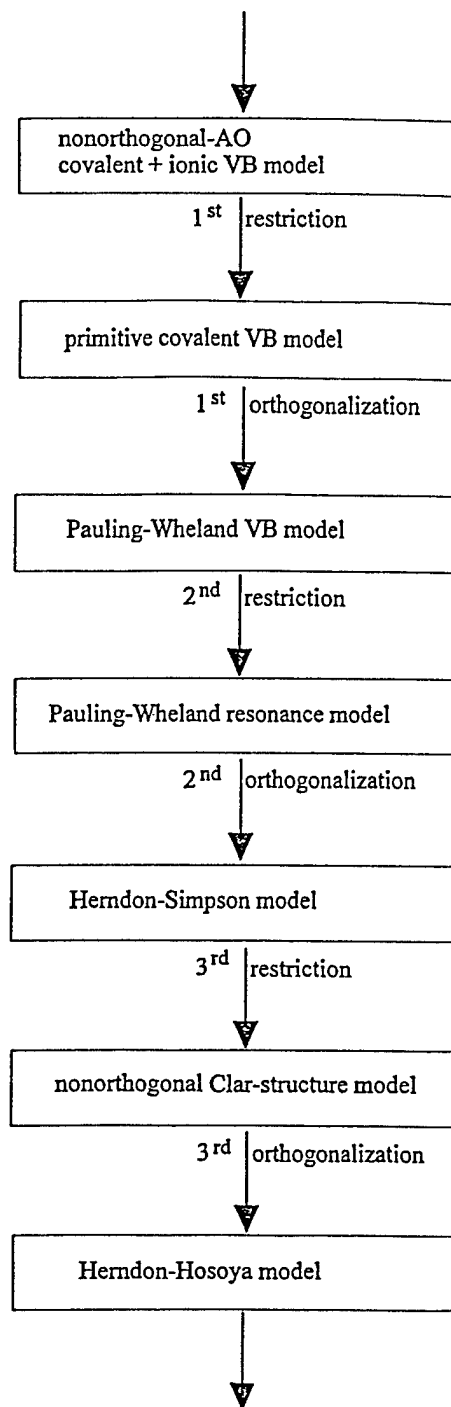 nonorthogonal-AO
covalent + ionic VB model
1st restriction
primitive covalent VB model
1st orthogonalization
Pauling-Wheland VB model
2nd restriction
Pauling-Wheland resonance model
2nd orthogonalization
Herndon-Simpson model
3rd restriction
nonorthogonal Clar-structure model
3rd orthogonalization
Herndon-Hosoya model